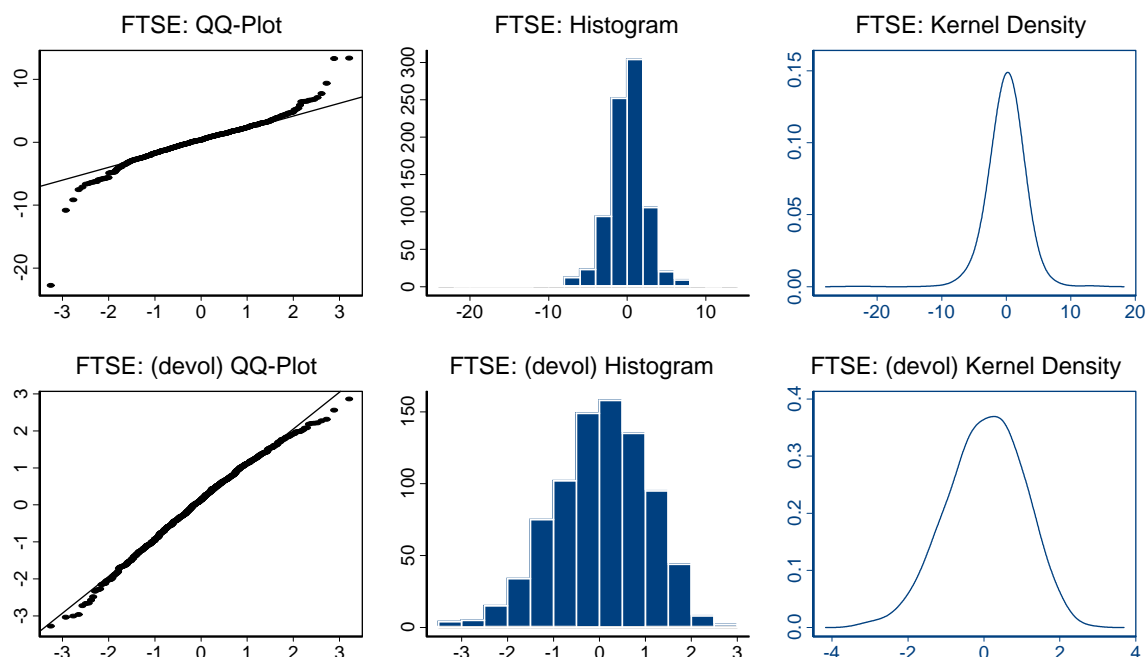 FTSE: QQ-Plot
FTSE: Histogram
FTSE: Kernel Density
10
0
-10
-20
-3 -2 -1 0 1 2 3
300
250
200
150
100
50
0
-20 -10 0 10
0.15
0.10
0.05
0.00
-20 -10 0 10 20
FTSE: (devol) QQ-Plot
FTSE: (devol) Histogram
FTSE: (devol) Kernel Density
3
2
1
0
-1
-2
-3
-3 -2 -1 0 1 2 3
150
100
50
0
-3 -2 -1 0 1 2 3
0.4
0.3
0.2
0.1
0.0
-4 -2 0 2 4